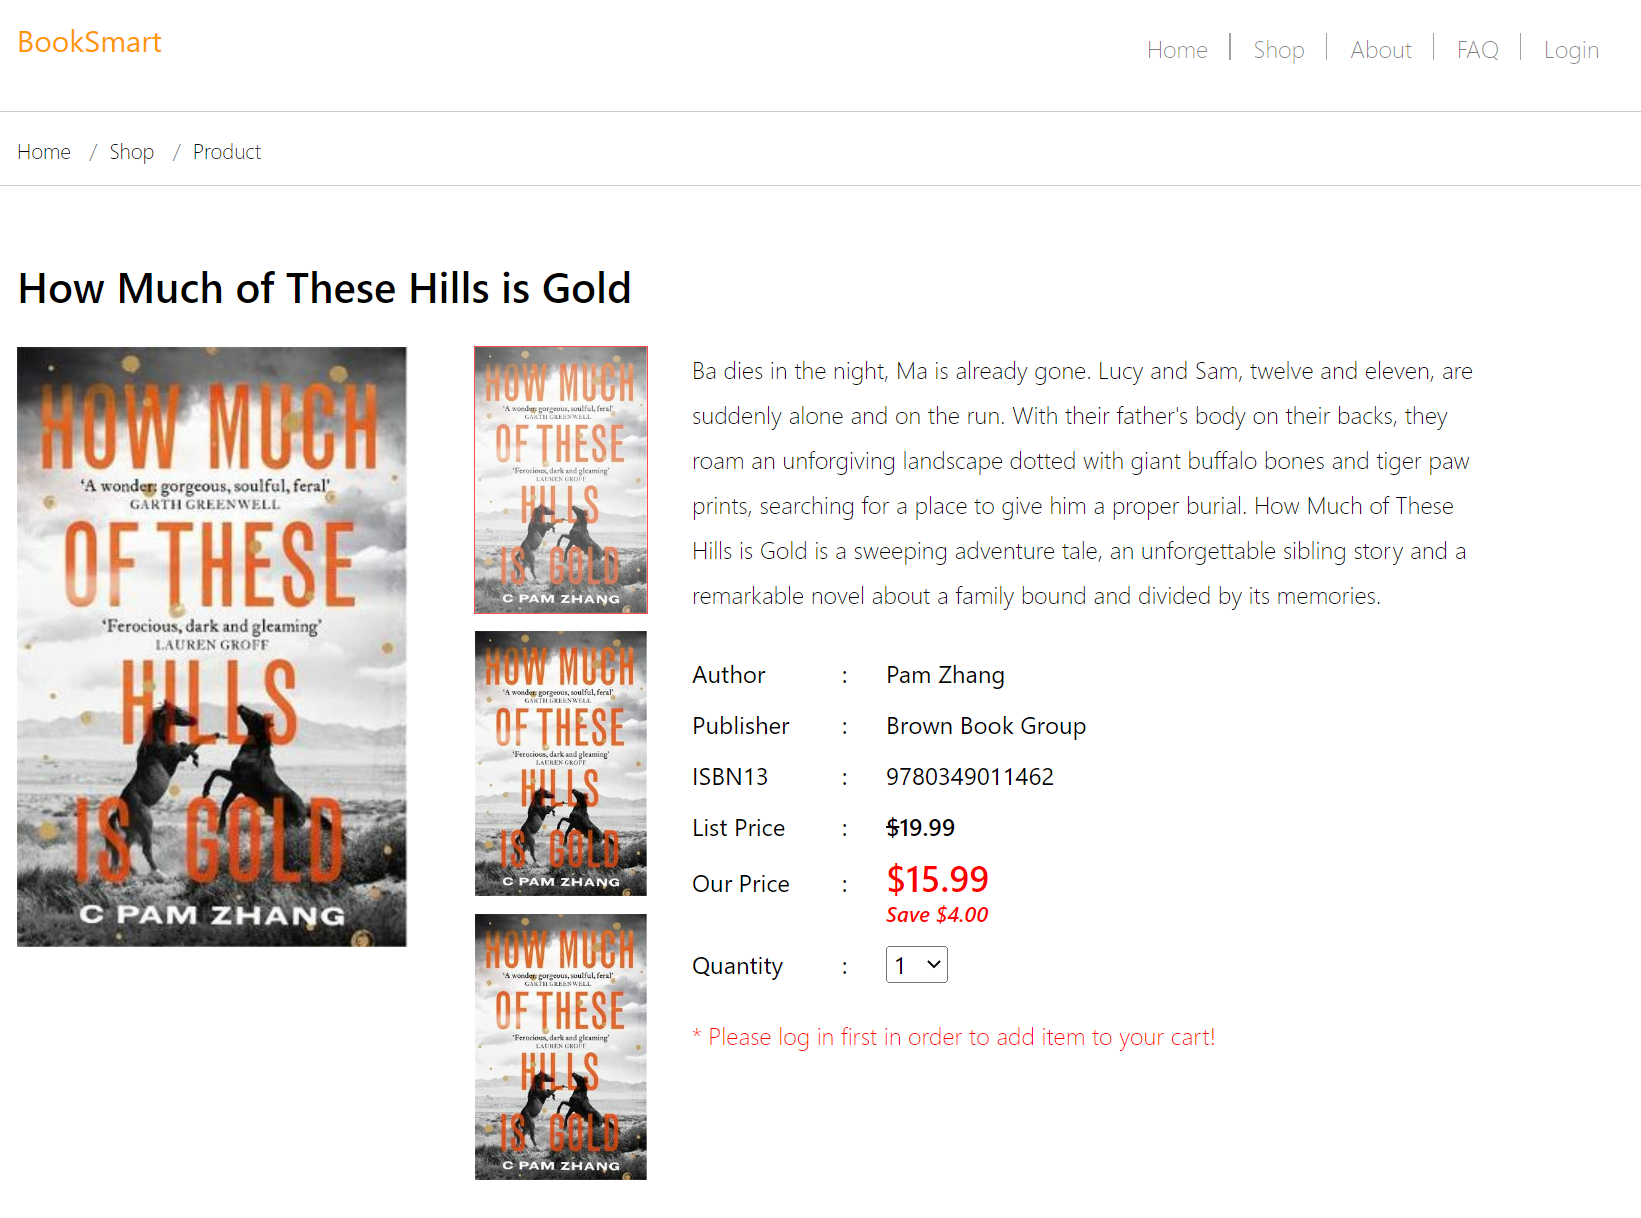 BookSmart
Home
Shop
About
FAQ
Login
Home / Shop / Product
How Much of These Hills is Gold
HOW MUCH
'A wonder, gorgeous, soulful, feral'
GARTH GREENWELL
OF THESE
'Ferocious, dark and gleaming'
LAUREN GROFF
HILLS
IS GOLD
C PAM ZHANG
HOW MUCH
'A wonder, gorgeous, soulful, feral'
GARTH GREENWELL
OF THESE
'Ferocious, dark and gleaming'
LAUREN GROFF
HILLS
IS GOLD
C PAM ZHANG
HOW MUCH
'A wonder, gorgeous, soulful, feral'
GARTH GREENWELL
OF THESE
'Ferocious, dark and gleaming'
LAUREN GROFF
HILLS
IS GOLD
C PAM ZHANG
HOW MUCH
'A wonder, gorgeous, soulful, feral'
GARTH GREENWELL
OF THESE
'Ferocious, dark and gleaming'
LAUREN GROFF
HILLS
IS GOLD
C PAM ZHANG
Ba dies in the night, Ma is already gone. Lucy and Sam, twelve and eleven, are
suddenly alone and on the run. With their father's body on their backs, they
roam an unforgiving landscape dotted with giant buffalo bones and tiger paw
prints, searching for a place to give him a proper burial. How Much of These
Hills is Gold is a sweeping adventure tale, an unforgettable sibling story and a
remarkable novel about a family bound and divided by its memories.
Author : Pam Zhang
Publisher : Brown Book Group
ISBN13 : 9780349011462
List Price : $19.99
Our Price : $15.99
Save $4.00
Quantity : 1
* Please log in first in order to add item to your cart!